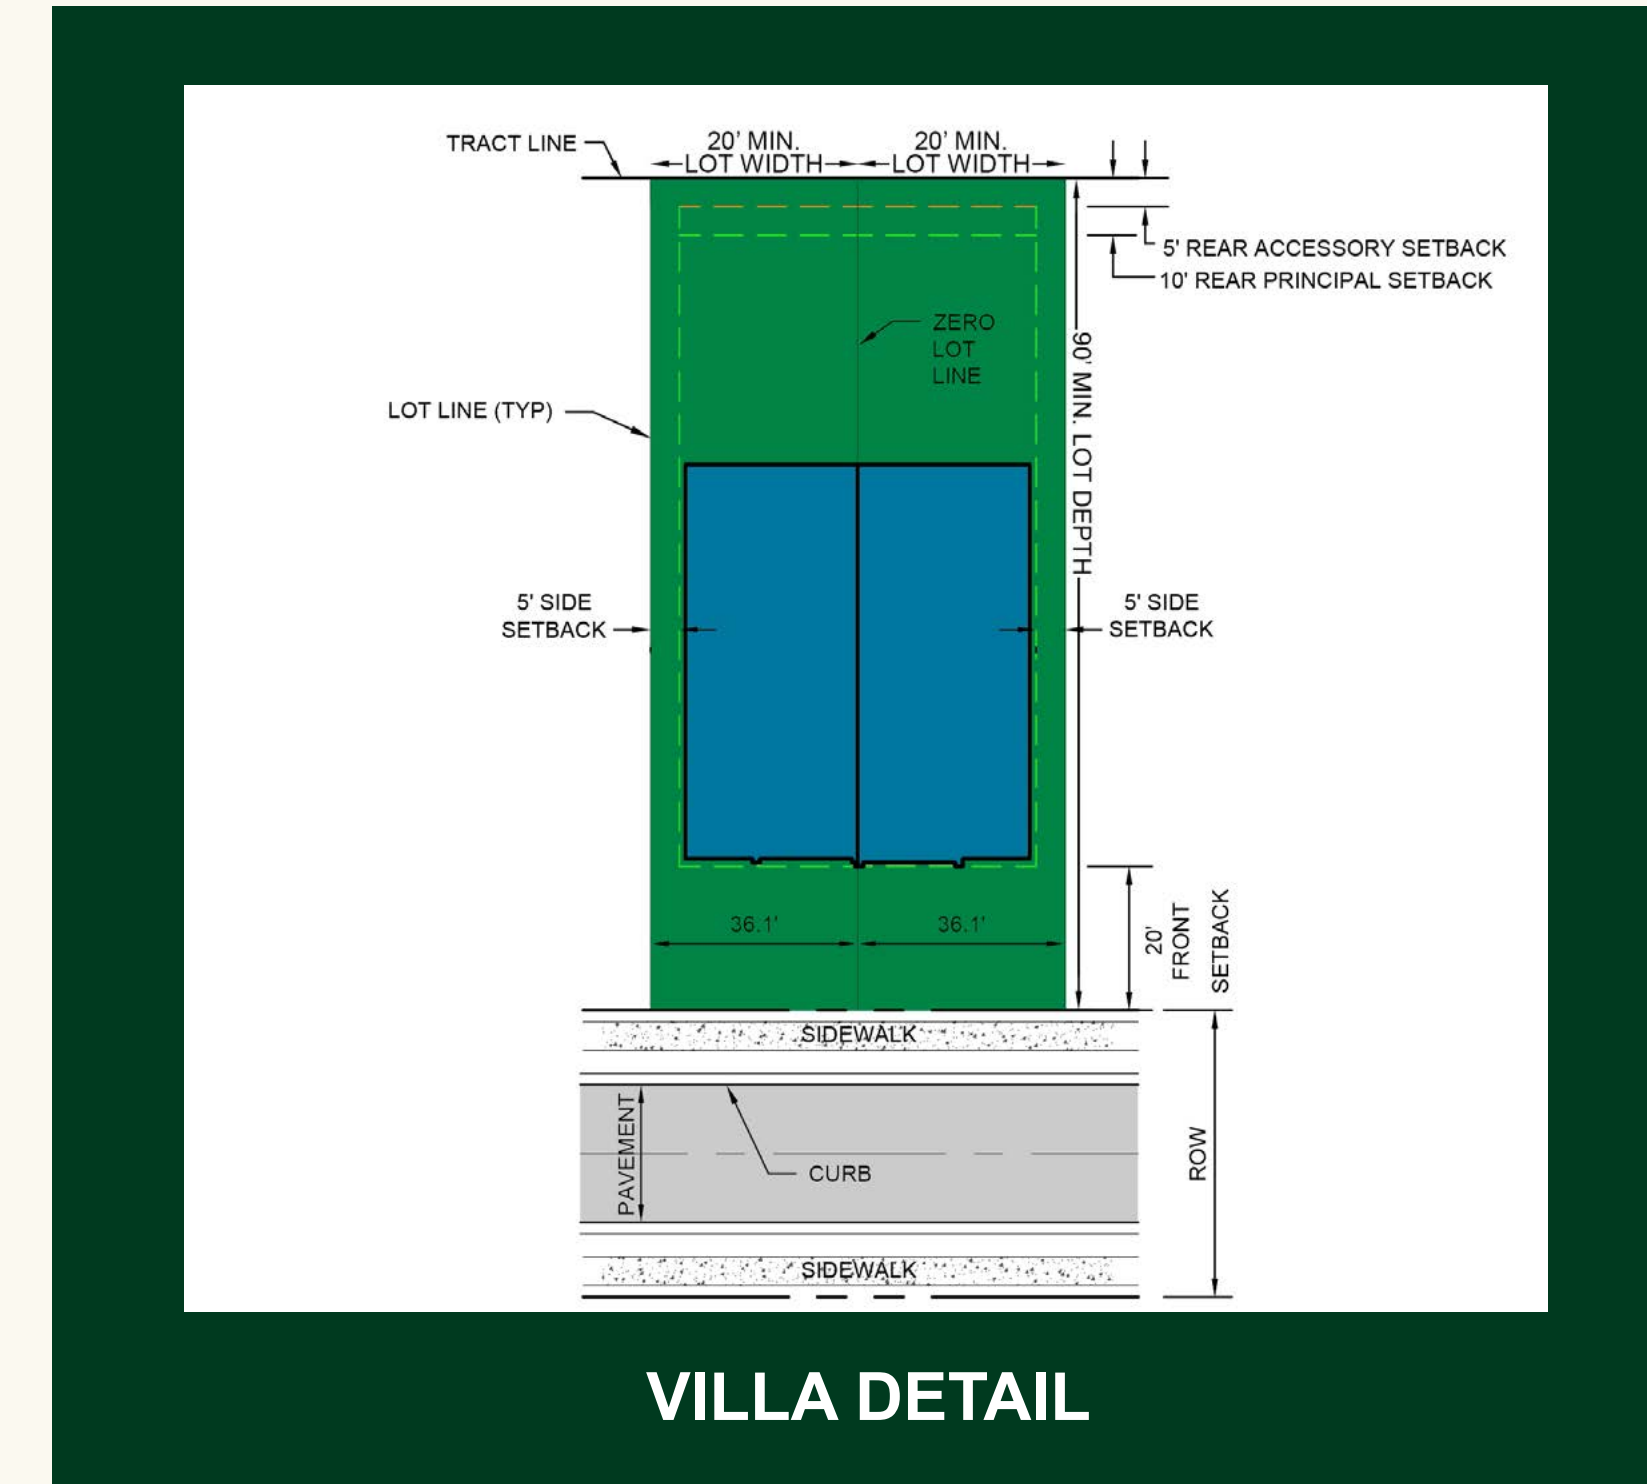 20' MIN.
LOT WIDTH
20' MIN.
LOT WIDTH
TRACT LINE
5' REAR ACCESSORY SETBACK
10' REAR PRINCIPAL SETBACK
ZERO
LOT
LINE
90' MIN. LOT DEPTH
LOT LINE (TYP)
5' SIDE
SETBACK
5' SIDE
SETBACK
36.1'
36.1'
20'
FRONT
SETBACK
SIDEWALK
PAVEMENT
CURB
ROW
SIDEWALK
VILLA DETAIL